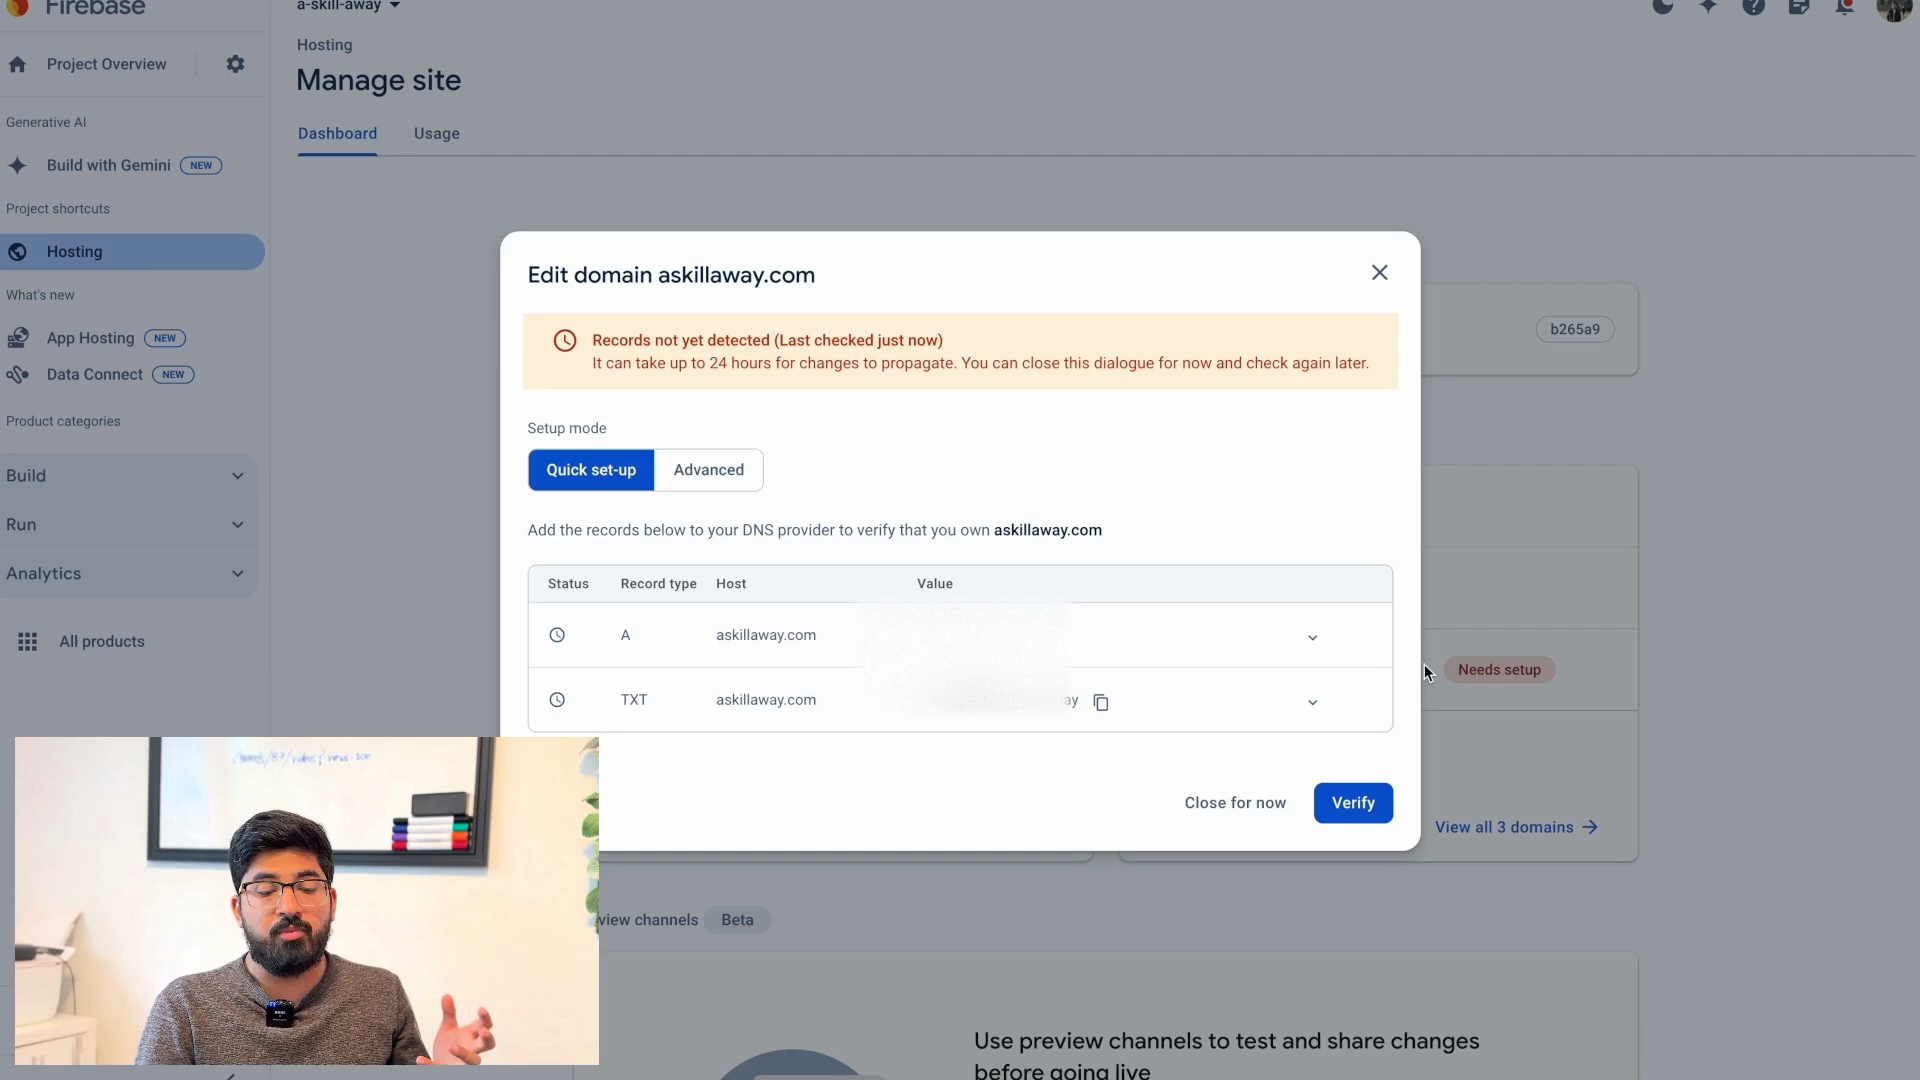 Firebase
a-skill-away
Project Overview
Hosting
Manage site
Generative AI
Dashboard
Usage
Build with Gemini
NEW
Project shortcuts
Hosting
What's new
App Hosting
NEW
Data Connect
NEW
Product categories
Build
Run
Analytics
All products
Edit domain askillaway.com
Records not yet detected (Last checked just now)
It can take up to 24 hours for changes to propagate. You can close this dialogue for now and check again later.
b265a9
Setup mode
Quick set-up
Advanced
Add the records below to your DNS provider to verify that you own askillaway.com
Status Record type Host Value
A askillaway.com
TXT askillaway.com ay
Needs setup
Close for now
Verify
View all 3 domains
view channels
Beta
Use preview channels to test and share changes
before going live